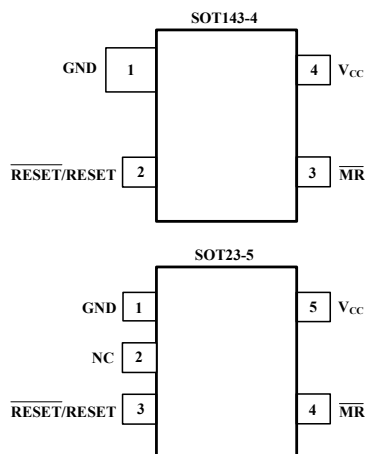 SOT143-4
GND 1 4 VCC
RESET/RESET 2 3 MR
SOT23-5
GND 1 5 VCC
NC 2
RESET/RESET 3 4 MR